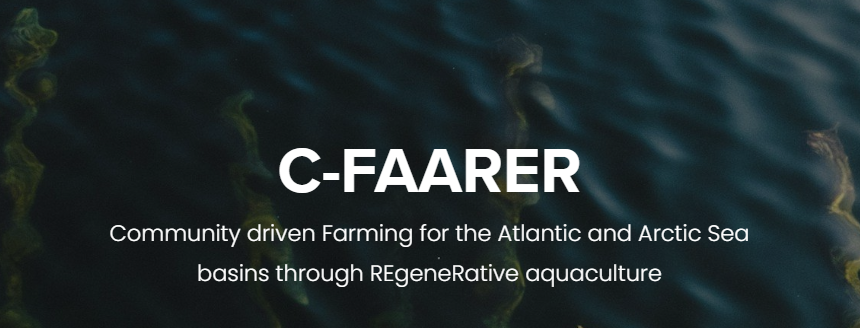 C-FAARER
Community driven Farming for the Atlantic and Arctic Sea
basins through REgeneRative aquaculture